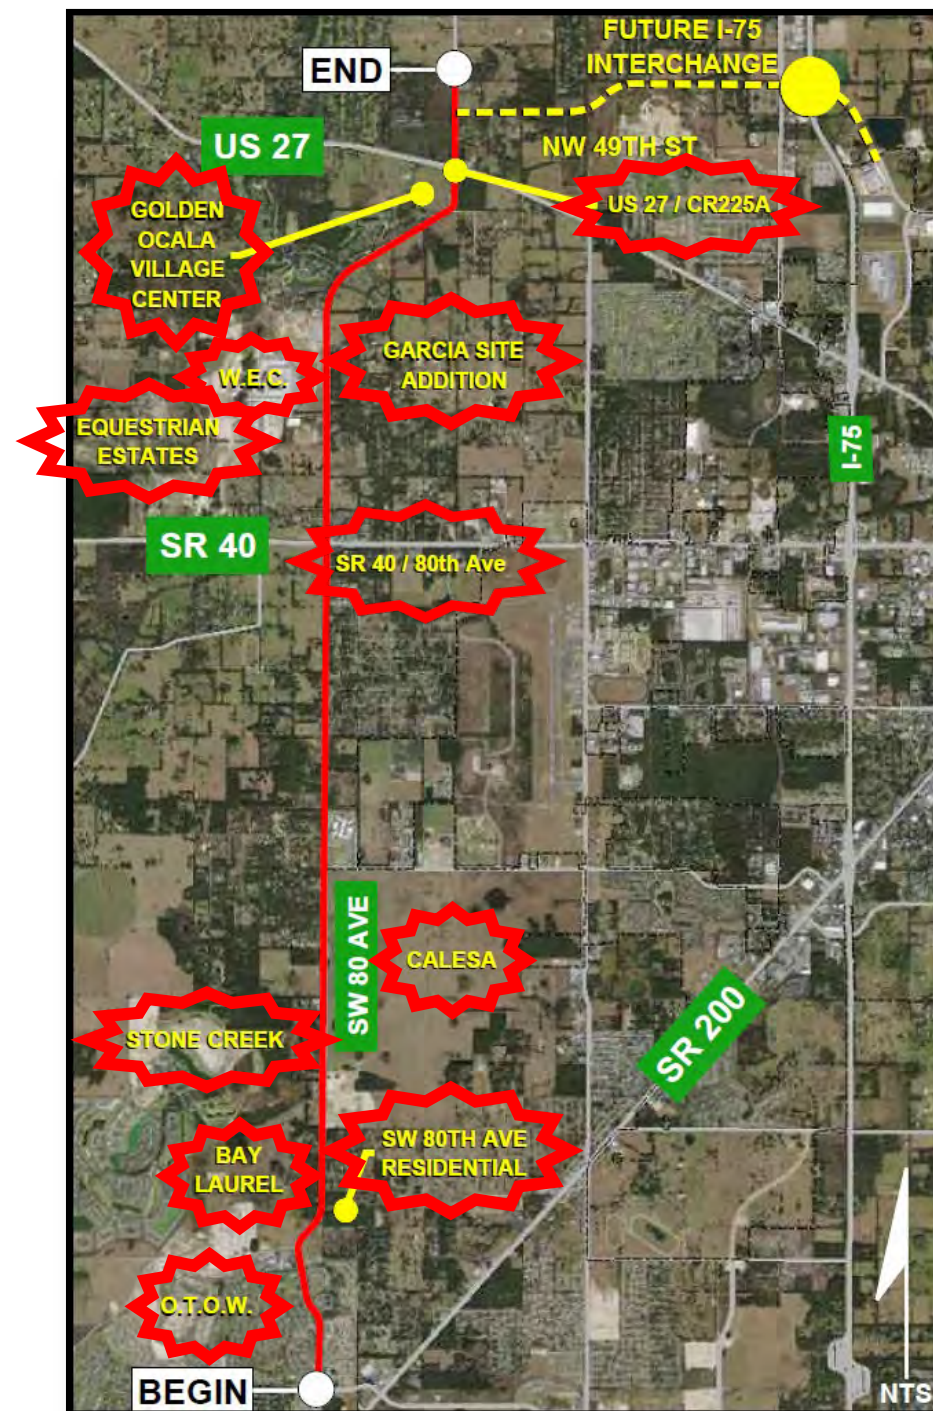 FUTURE I-75
INTERCHANGE
END
US 27
NW 49TH ST
GOLDEN
OCALA
VILLAGE
CENTER
US 27 / CR225A
GARCIA SITE
ADDITION
W.E.C.
EQUESTRIAN
ESTATES
I-75
SR 40
SR 40 / 80th Ave
SW 80 AVE
CALESA
STONE CREEK
SR 200
SW 80TH AVE
RESIDENTIAL
BAY
LAUREL
O.T.O.W.
BEGIN
NTS